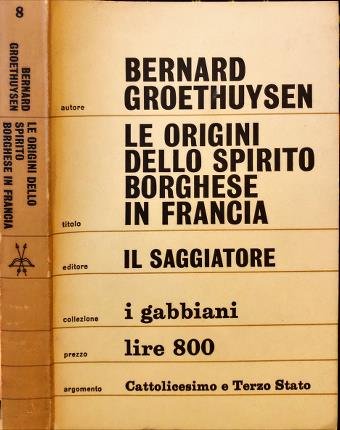 8
BERNARD
GROETHUYSEN
LE ORIGINI DELLO
SPIRITO
BORGHESE IN FRANCIA
autore
BERNARD
GROETHUYSEN
titolo
LE ORIGINI
DELLO SPIRITO
BORGHESE
IN FRANCIA
editore
IL SAGGIATORE
collezione
i gabbiani
prezzo
lire 800
argomento
Cattolicesimo e Terzo Stato